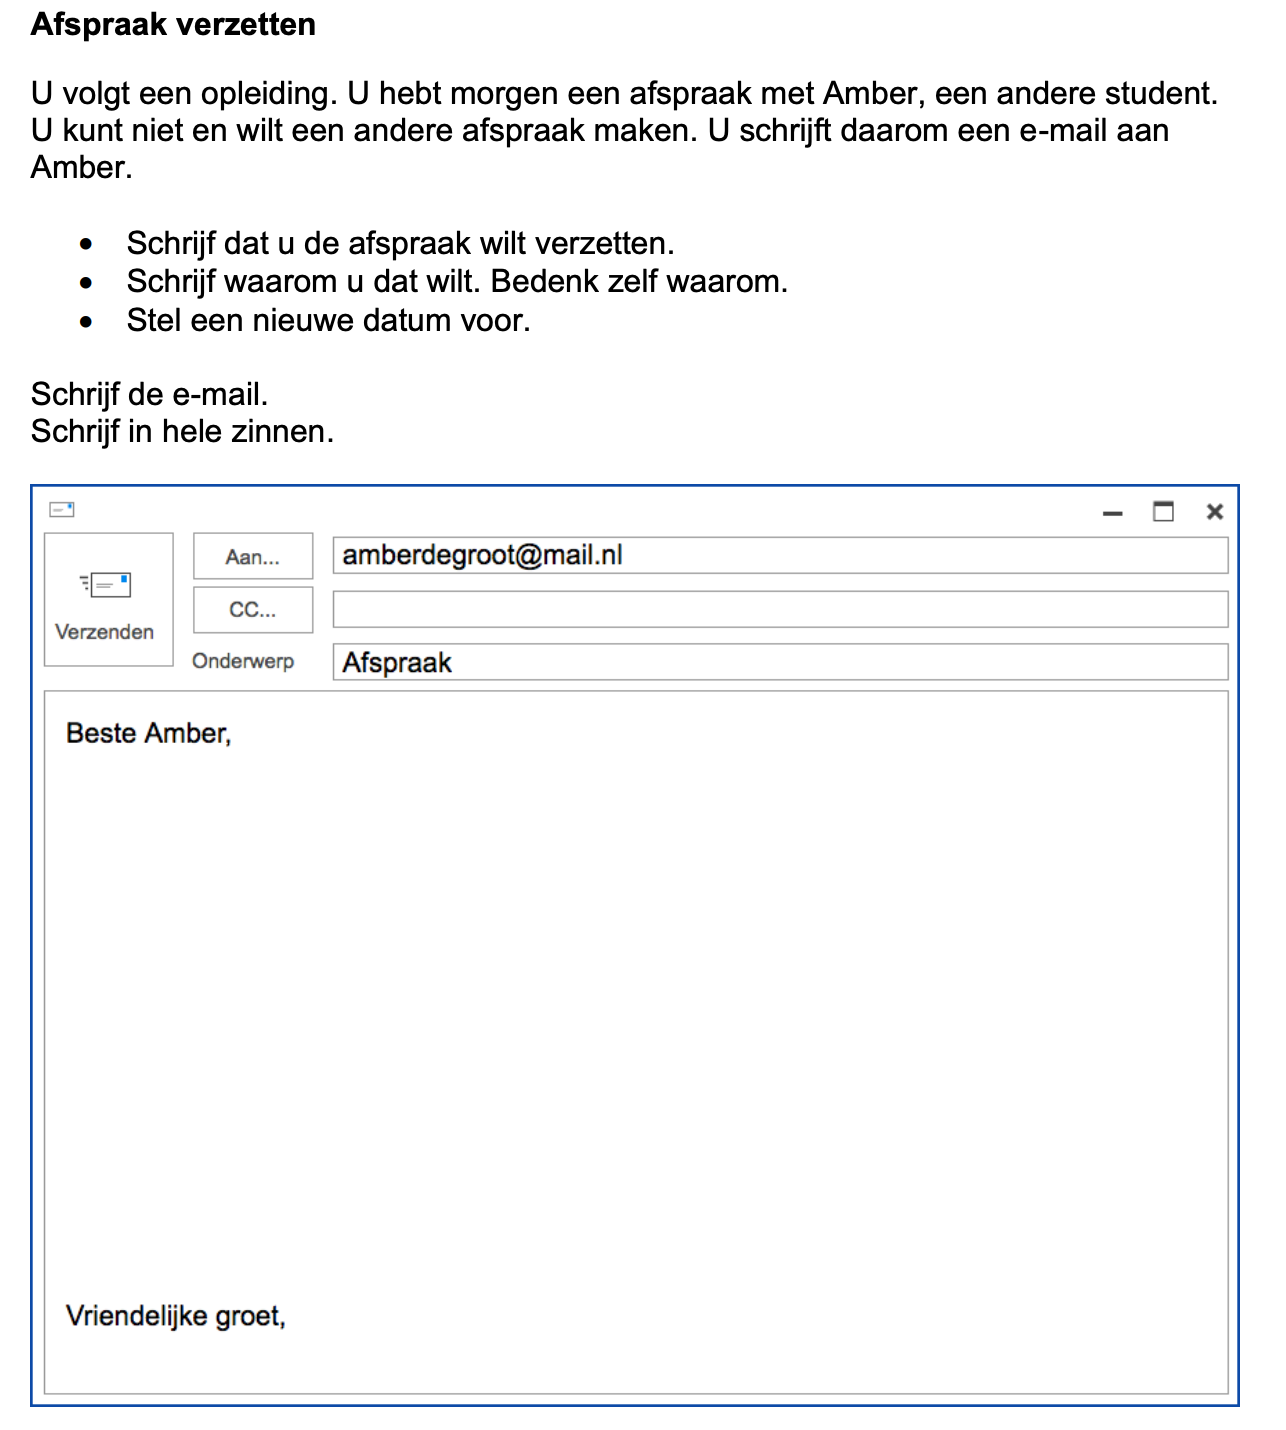 Afspraak verzetten
U volgt een opleiding. U hebt morgen een afspraak met Amber, een andere student.
U kunt niet en wilt een andere afspraak maken. U schrijft daarom een e-mail aan
Amber.
• Schrijf dat u de afspraak wilt verzetten.
• Schrijf waarom u dat wilt. Bedenk zelf waarom.
• Stel een nieuwe datum voor.
Schrijf de e-mail.
Schrijf in hele zinnen.
Verzenden
Aan... amberdegroot@mail.nl
CC...
Onderwerp Afspraak
Beste Amber,
Vriendelijke groet,